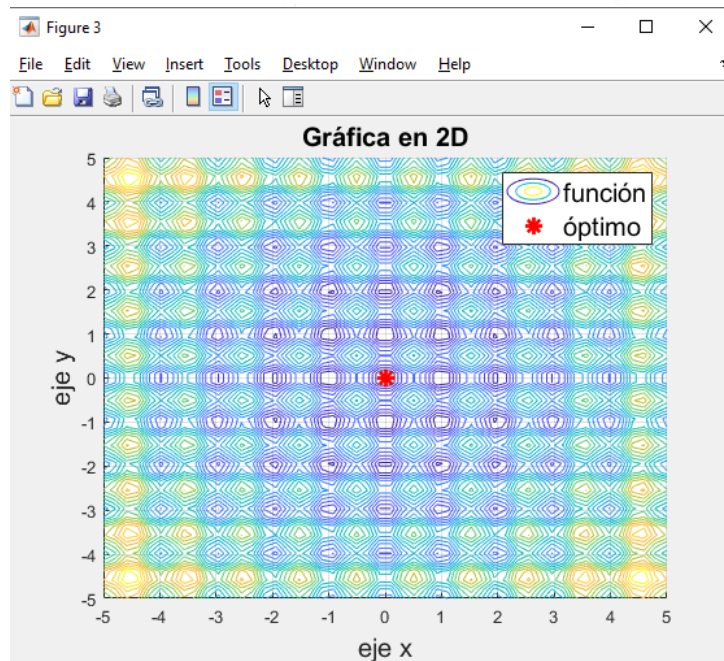 Figure 3
File Edit View Insert Tools Desktop Window Help
Gráfica en 2D
función
óptimo
5
4
3
2
1
0
-1
-2
-3
-4
-5
eje y
-5 -4 -3 -2 -1 0 1 2 3 4 5
eje x